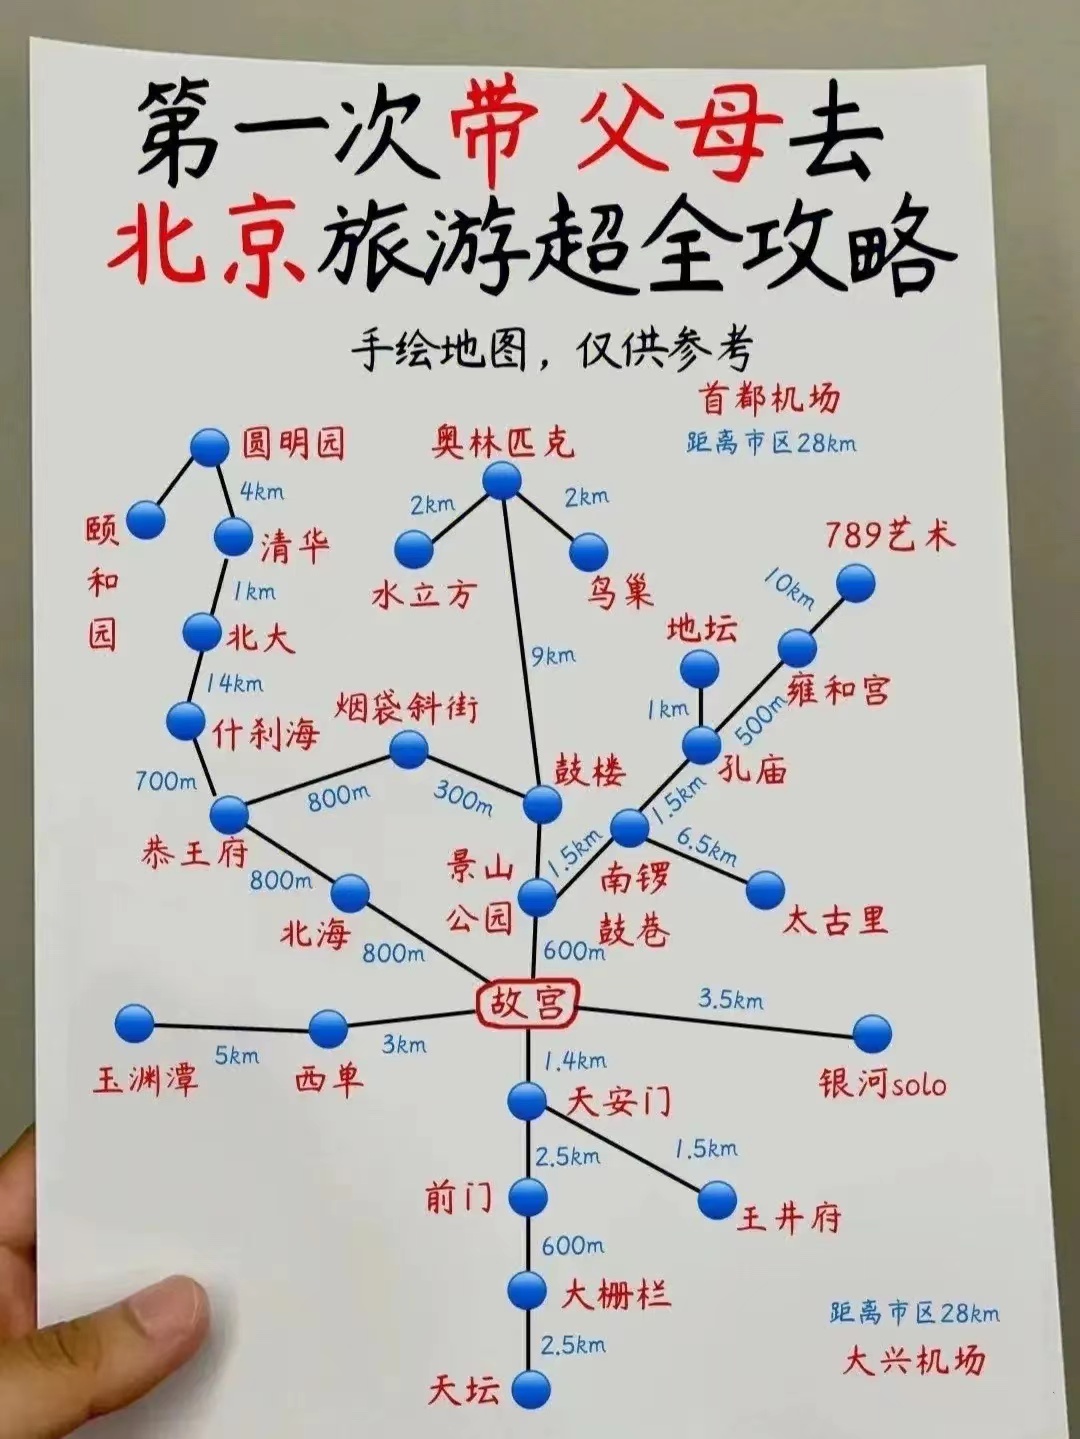 第一次带父母去
北京旅游超全攻略
手绘地图，仅供参考
首都机场
距离市区28km
圆明园
奥林匹克
4km
2km
2km
颐和园
清华
水立方
鸟巢
789艺术
10km
1km
地坛
北大
9km
雍和宫
14km
烟袋斜街
1km
500m
什刹海
孔庙
700m
800m
300m
鼓楼
1.5km
恭王府
景山公园
1.5km
6.5km
800m
南锣鼓巷
太古里
北海
800m
600m
故宫
3.5km
5km
3km
玉渊潭
西单
1.4km
银河solo
天安门
2.5km
1.5km
前门
王井府
600m
大栅栏
距离市区28km
2.5km
大兴机场
天坛